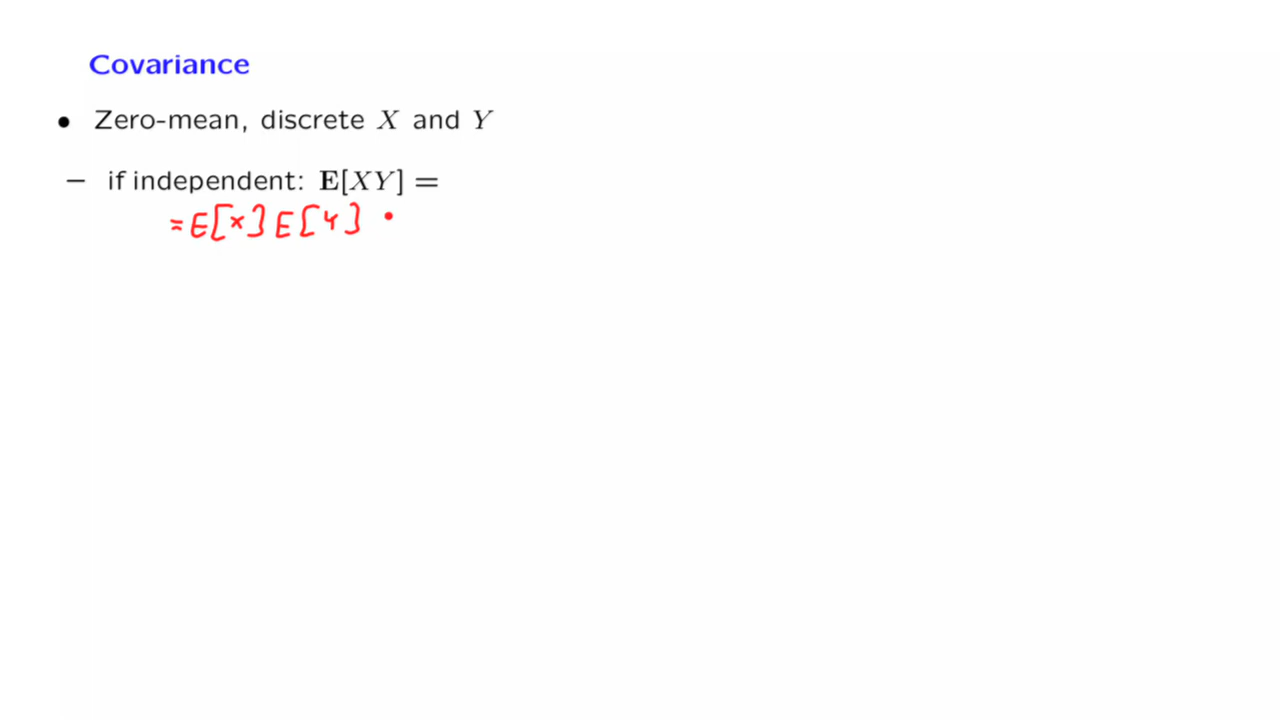 Covariance
• Zero-mean, discrete X and Y
– if independent: E[XY] =
= E[X] E[Y]